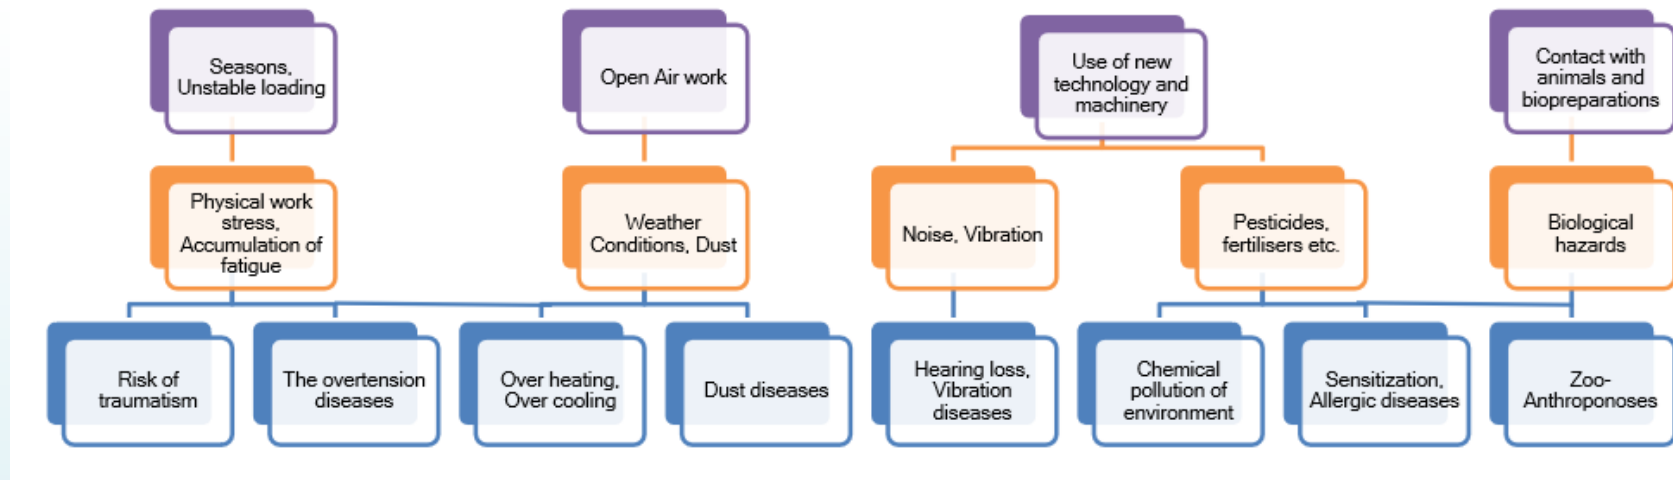 Seasons,
Unstable loading
Open Air work
Use of new
technology and
machinery
Contact with
animals and
biopreparations
Physical work
stress,
Accumulation of
fatigue
Weather
Conditions, Dust
Noise, Vibration
Pesticides,
fertilisers etc.
Biological
hazards
Risk of
traumatism
The overtension
diseases
Over heating,
Over cooling
Dust diseases
Hearing loss,
Vibration
diseases
Chemical
pollution of
environment
Sensitization,
Allergic diseases
Zoo-
Anthroponoses